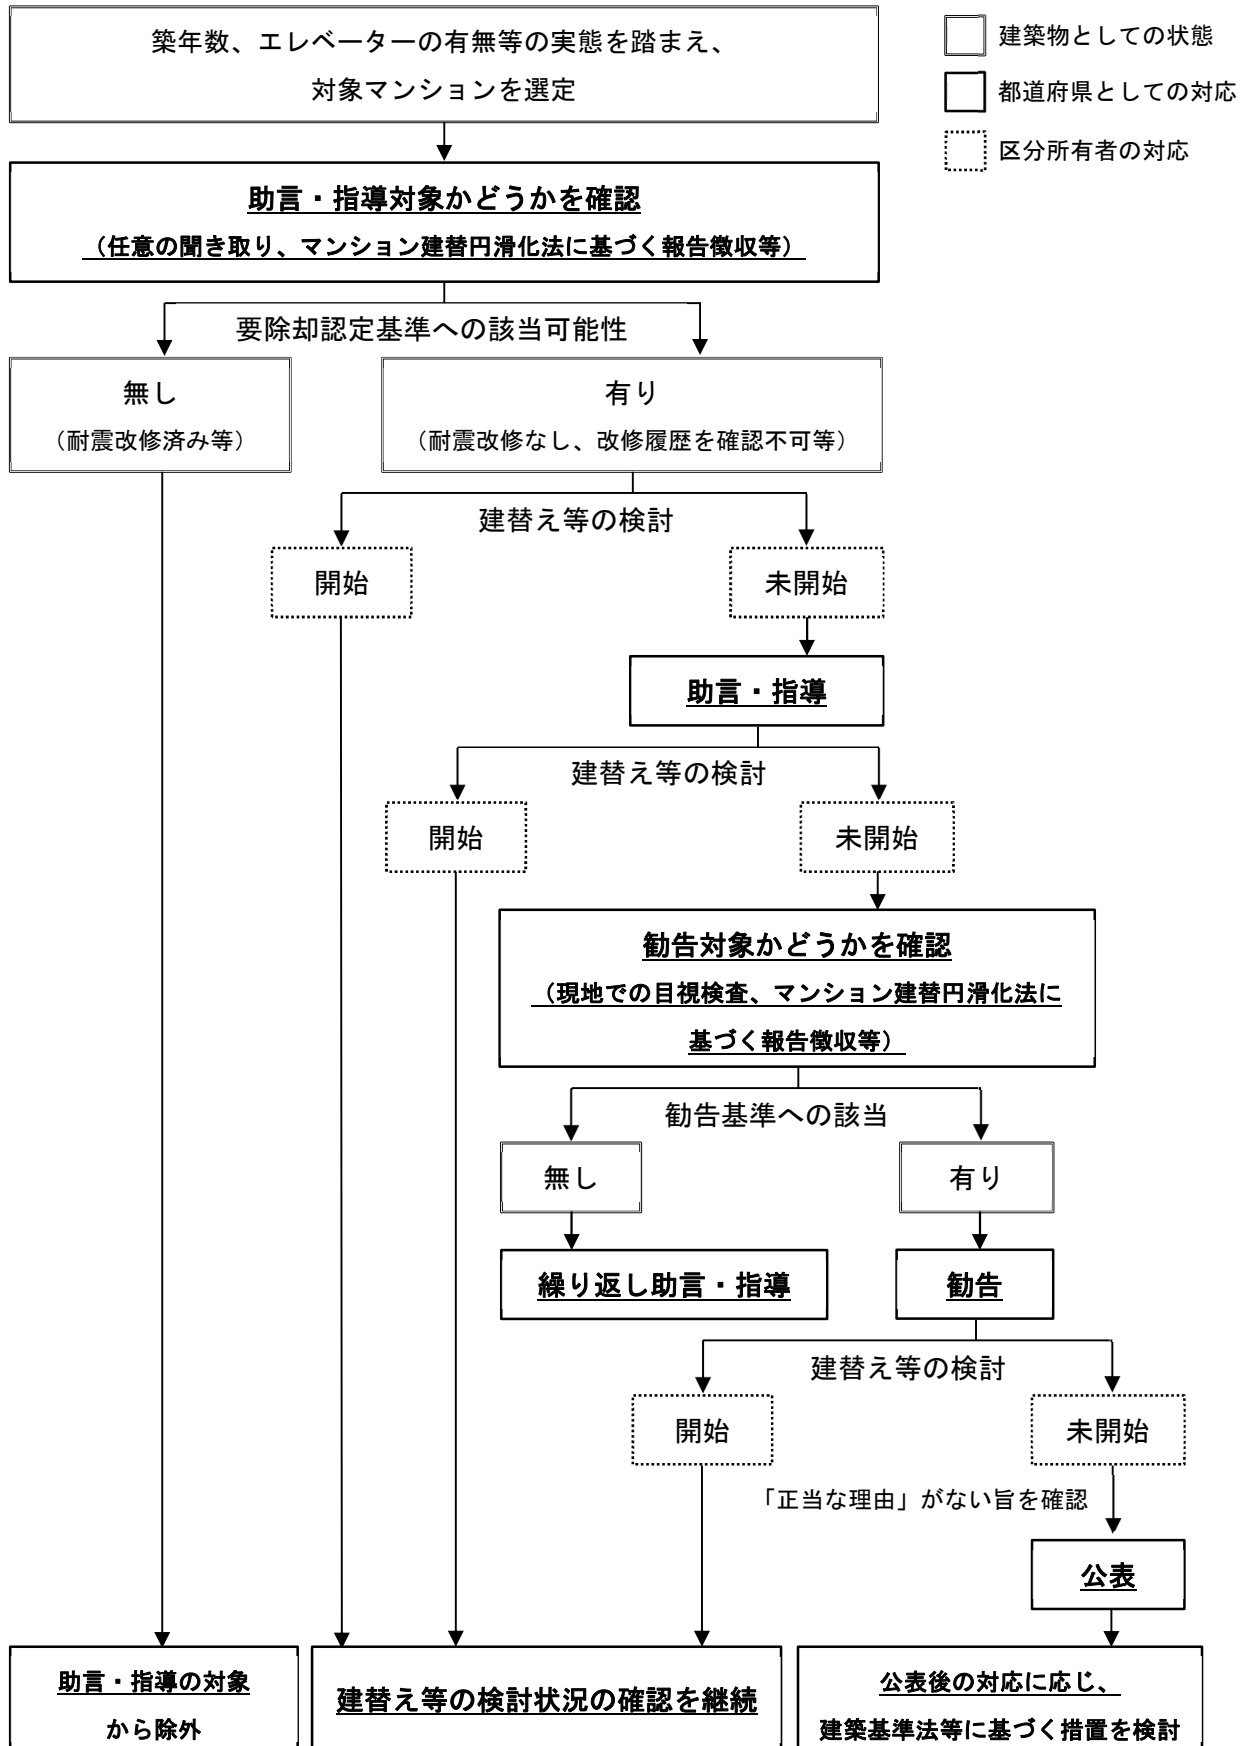 築年数、エレベーターの有無等の実態を踏まえ、
対象マンションを選定
建築物としての状態
都道府県としての対応
区分所有者の対応
助言・指導対象かどうかを確認
（任意の聞き取り、マンション建替円滑化法に基づく報告徴収等）
要除却認定基準への該当可能性
無し
（耐震改修済み等）
有り
（耐震改修なし、改修履歴を確認不可等）
建替え等の検討
開始
未開始
助言・指導
建替え等の検討
開始
未開始
勧告対象かどうかを確認
（現地での目視検査、マンション建替円滑化法に
基づく報告徴収等）
勧告基準への該当
無し
有り
繰り返し助言・指導
勧告
建替え等の検討
開始
未開始
「正当な理由」がない旨を確認
公表
助言・指導の対象
から除外
建替え等の検討状況の確認を継続
公表後の対応に応じ、
建築基準法等に基づく措置を検討